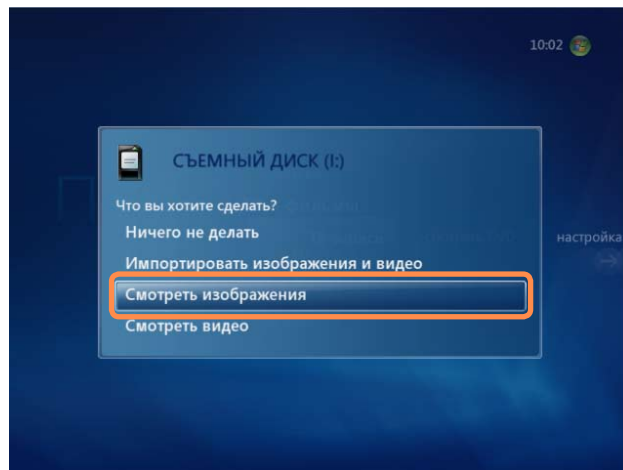 10:02
СЪЕМНЫЙ ДИСК (I:)
Что вы хотите сделать?
Ничего не делать
настройка
Импортировать изображения и видео
Смотреть изображения
Смотреть видео